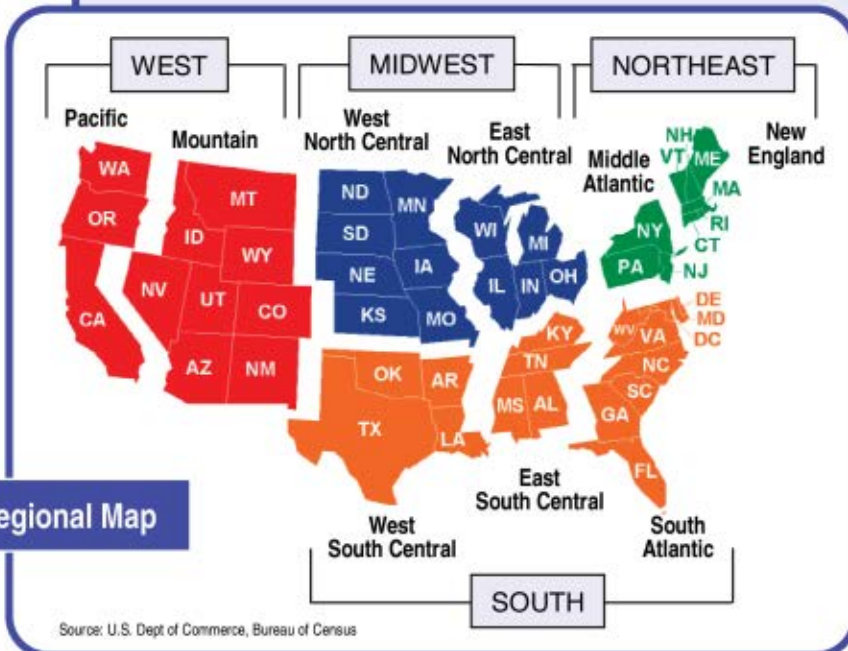 WEST
MIDWEST
NORTHEAST
Pacific
Mountain
West
North Central
East
North Central
Middle
Atlantic
New
England
WA
OR
CA
MT
ID
WY
NV
UT
CO
AZ
NM
ND
MN
SD
NE
IA
KS
MO
WI
MI
IL
IN
OH
NH
VT
ME
MA
RI
CT
NY
NJ
PA
OK
AR
TX
LA
KY
TN
MS
AL
DE
MD
DC
WV
VA
NC
SC
GA
FL
West
South Central
East
South Central
South
Atlantic
SOUTH
egional Map
Source: U.S. Dept of Commerce, Bureau of Census